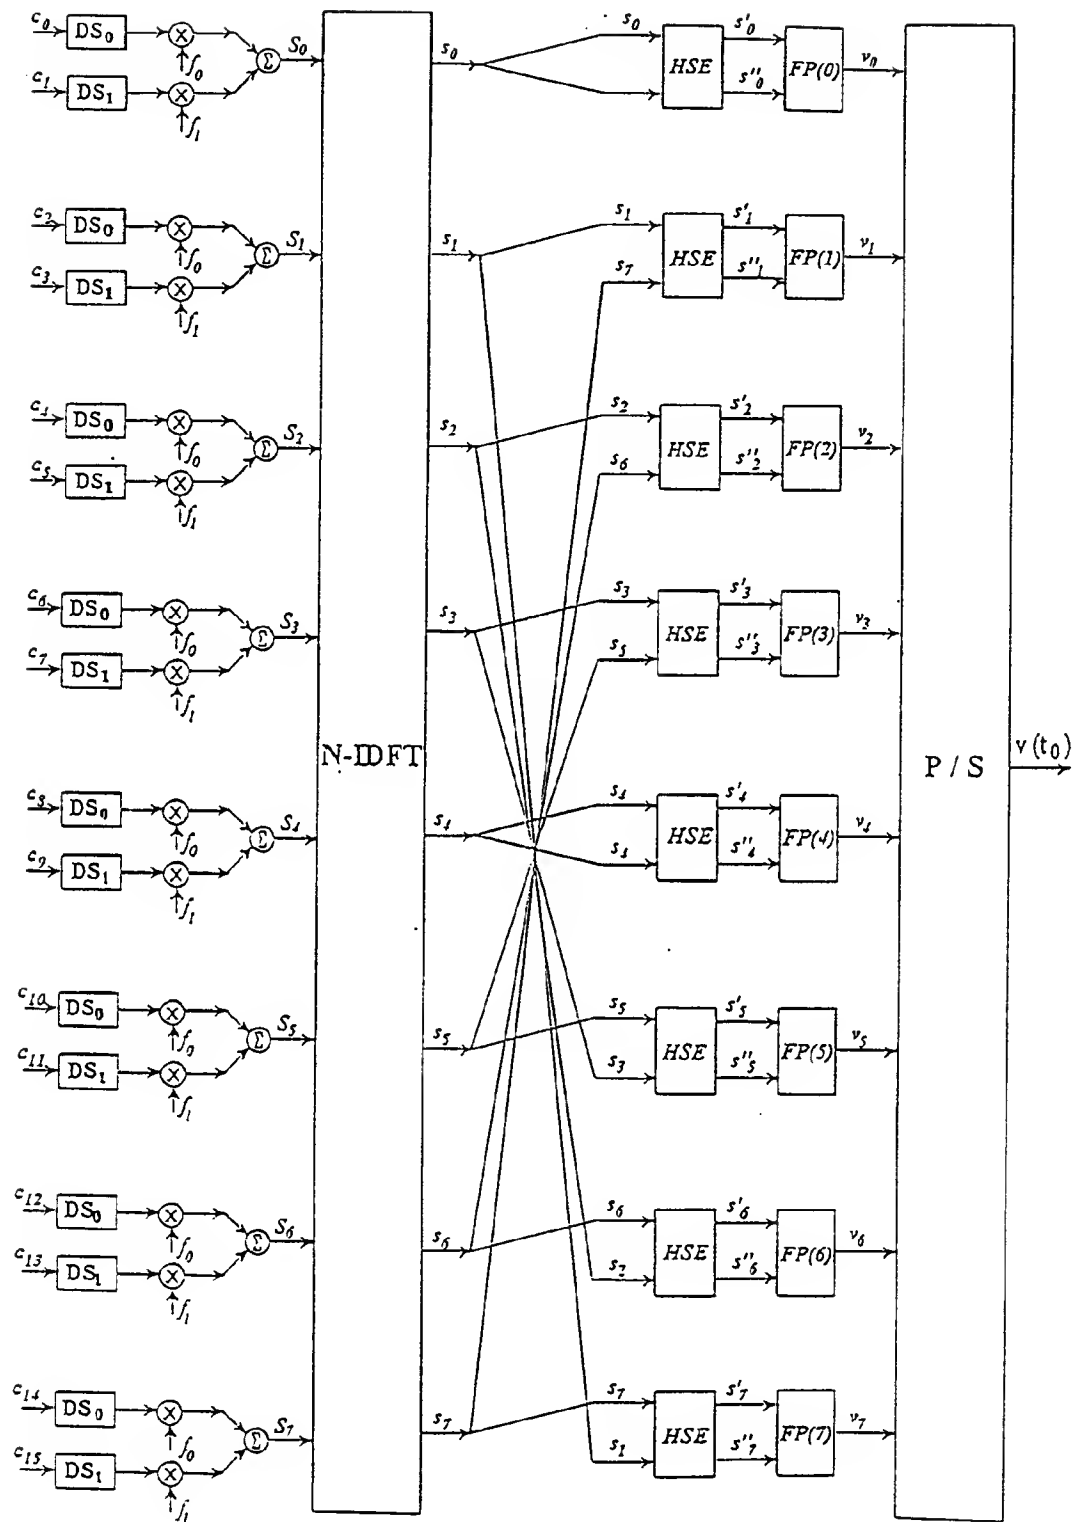 c0 DS0 X f0 Σ S0 s0 s0 HSE s'0 s''0 FP(0) v0
c1 DS1 X f1
c2 DS0 X f0 Σ S1 s1 s1 s7 HSE s'1 s''1 FP(1) v1
c3 DS1 X f1
c4 DS0 X f0 Σ S2 s2 s2 s6 HSE s'2 s''2 FP(2) v2
c5 DS1 X f1
c6 DS0 X f0 Σ S3 s3 s3 s5 HSE s'3 s''3 FP(3) v3
c7 DS1 X f1
N-IDFT
P / S
v(t0)
c8 DS0 X f0 Σ S4 s4 s4 s4 HSE s'4 s''4 FP(4) v4
c9 DS1 X f1
c10 DS0 X f0 Σ S5 s5 s5 s3 HSE s'5 s''5 FP(5) v5
c11 DS1 X f1
c12 DS0 X f0 Σ S6 s6 s6 s2 HSE s'6 s''6 FP(6) v6
c13 DS1 X f1
c14 DS0 X f0 Σ S7 s7 s7 s1 HSE s'7 s''7 FP(7) v7
c15 DS1 X f1